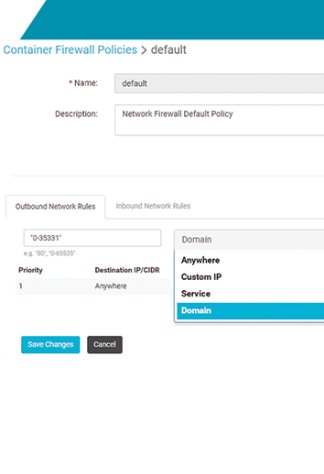 Container Firewall Policies > default
* Name: default
Description: Network Firewall Default Policy
Outbound Network Rules Inbound Network Rules
"0-35331" Domain
e.g. "80", "0-65535"
Anywhere
Custom IP
Service
Domain
Priority Destination IP/CIDR
1 Anywhere
Save Changes Cancel